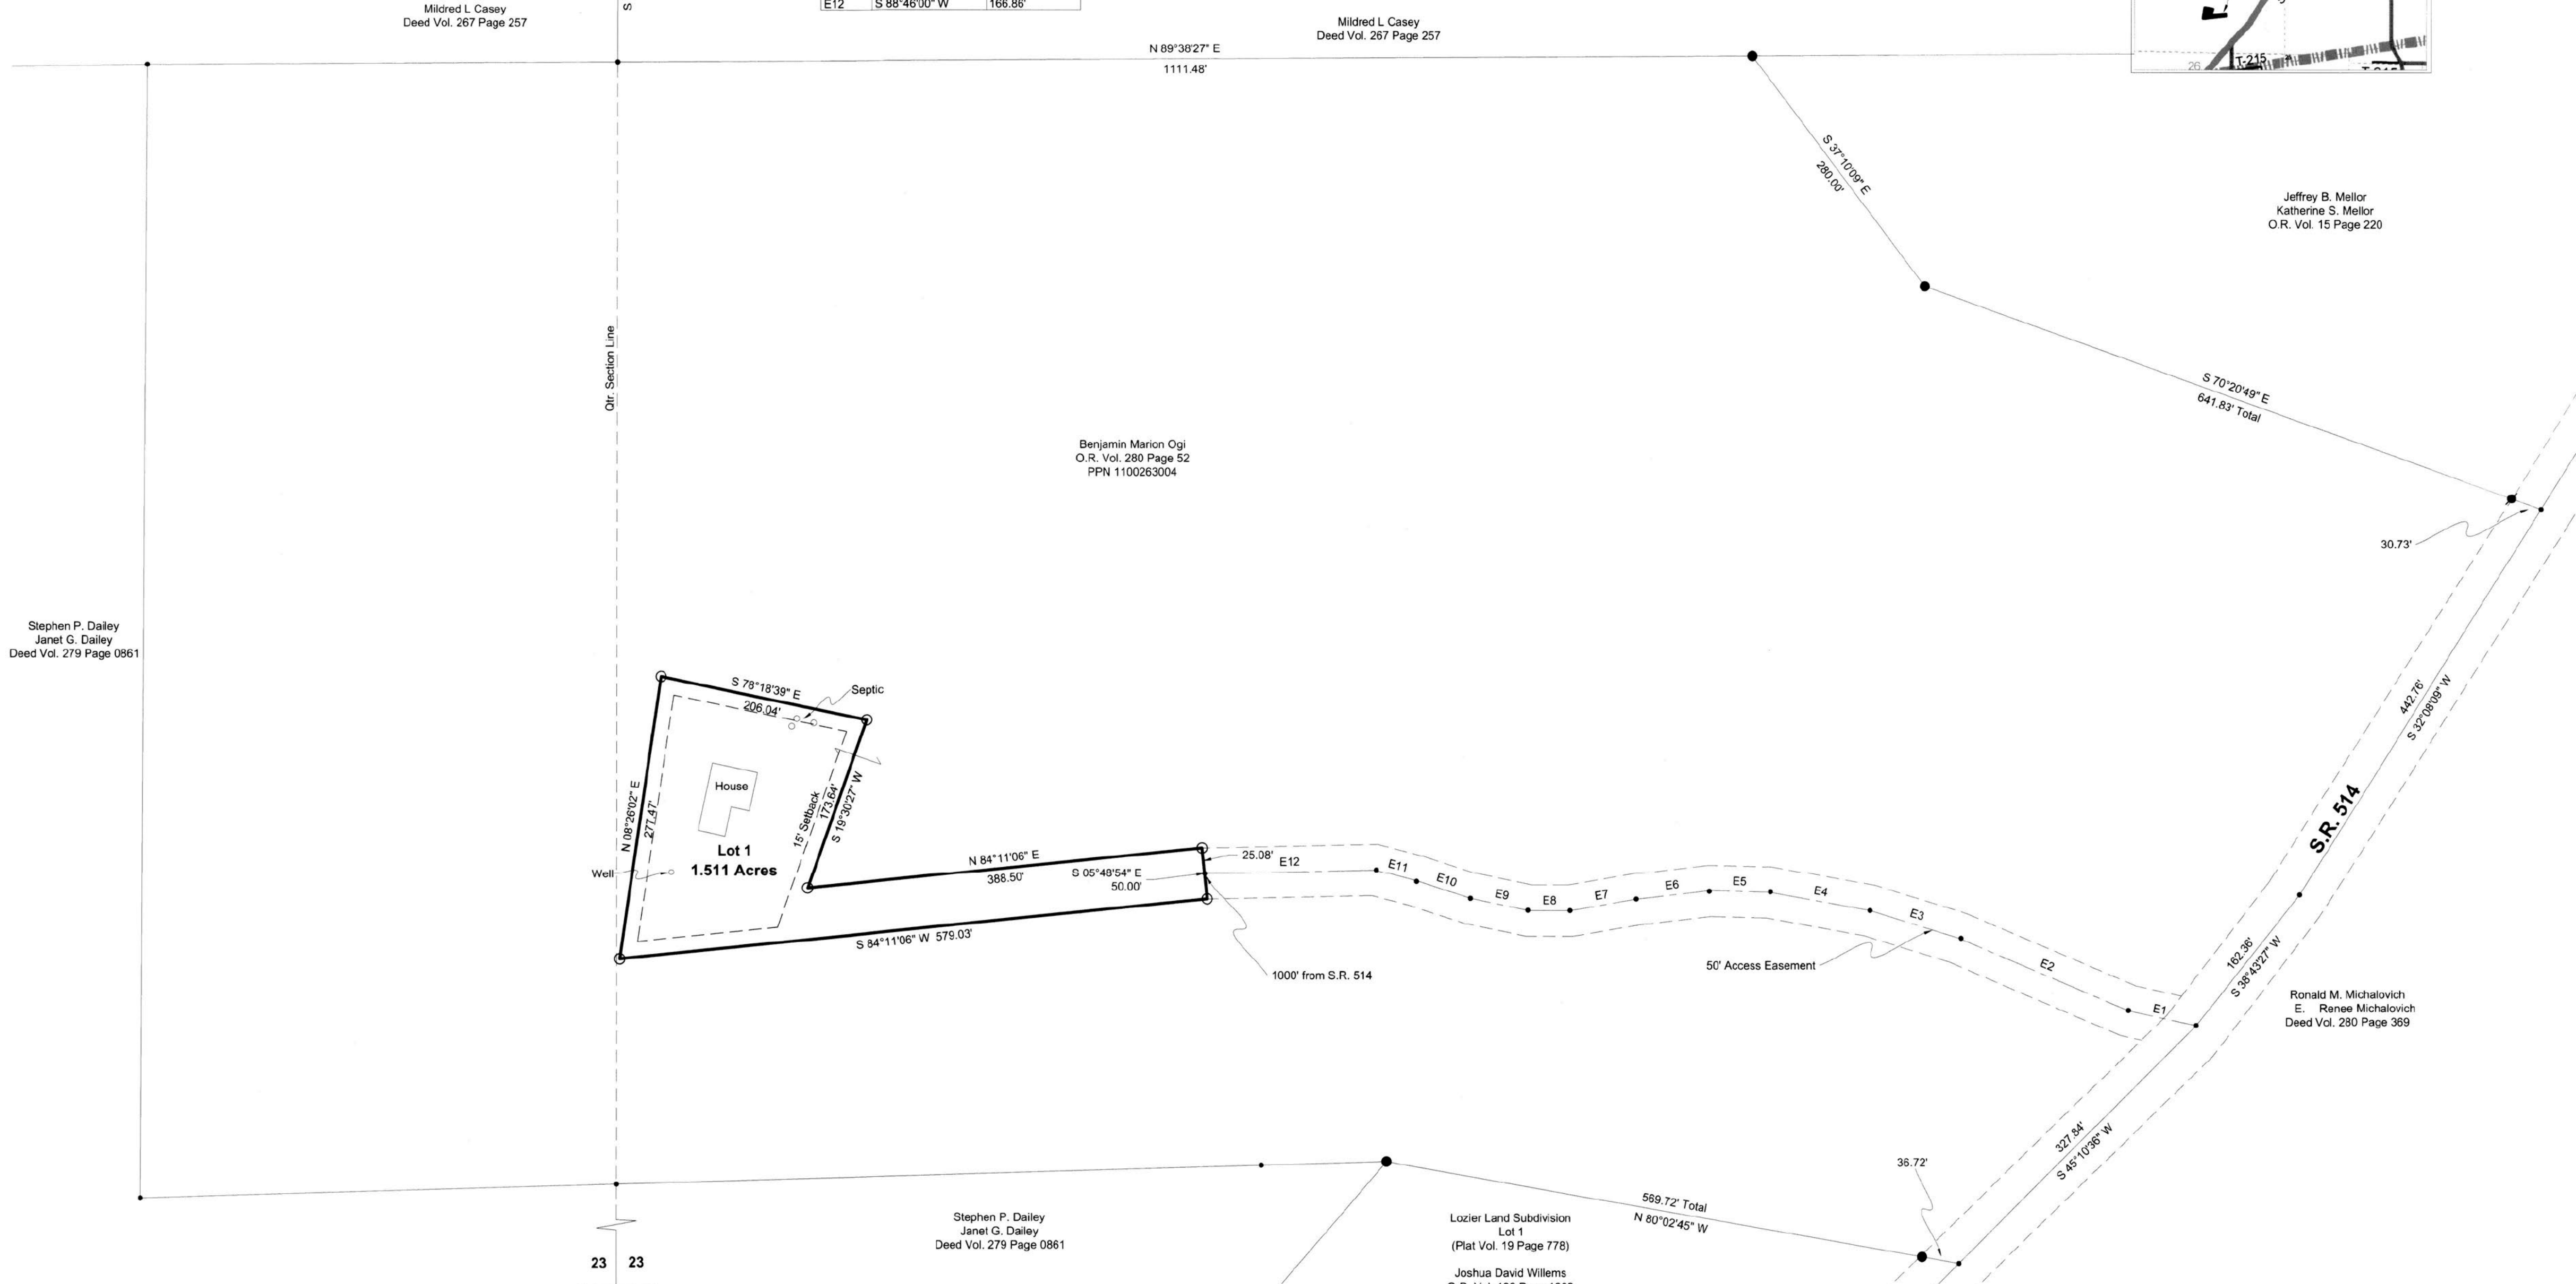 Mildred L Casey
Deed Vol. 267 Page 257
S
E12 S 88°46'00" W 166.86'
Mildred L Casey
Deed Vol. 267 Page 257
N 89°38'27" E
1111.48'
26
T-215
S 37°10'09" E
280.00'
Jeffrey B. Mellor
Katherine S. Mellor
O.R. Vol. 15 Page 220
Qtr. Section Line
S 70°20'49" E
641.83' Total
Benjamin Marion Ogi
O.R. Vol. 280 Page 52
PPN 1100263004
30.73'
Stephen P. Dailey
Janet G. Dailey
Deed Vol. 279 Page 0861
S 78°18'39" E
206.04'
Septic
442.76'
S 32°08'09" W
House
N 08°26'02" E
277.47'
15' Setback
173.64'
S 19°30'27" W
S.R. 514
Lot 1
1.511 Acres
Well
N 84°11'06" E
388.50'
S 05°48'54" E
50.00'
25.08'
E12
E11
E10
E9
E8
E7
E6
E5
E4
E3
E2
E1
S 84°11'06" W 579.03'
1000' from S.R. 514
50' Access Easement
162.36'
S 38°43'27" W
Ronald M. Michalovich
E. Renee Michalovich
Deed Vol. 280 Page 369
327.84'
S 45°10'36" W
36.72'
569.72' Total
N 80°02'45" W
Stephen P. Dailey
Janet G. Dailey
Deed Vol. 279 Page 0861
Lozier Land Subdivision
Lot 1
(Plat Vol. 19 Page 778)
Joshua David Willems
23 23